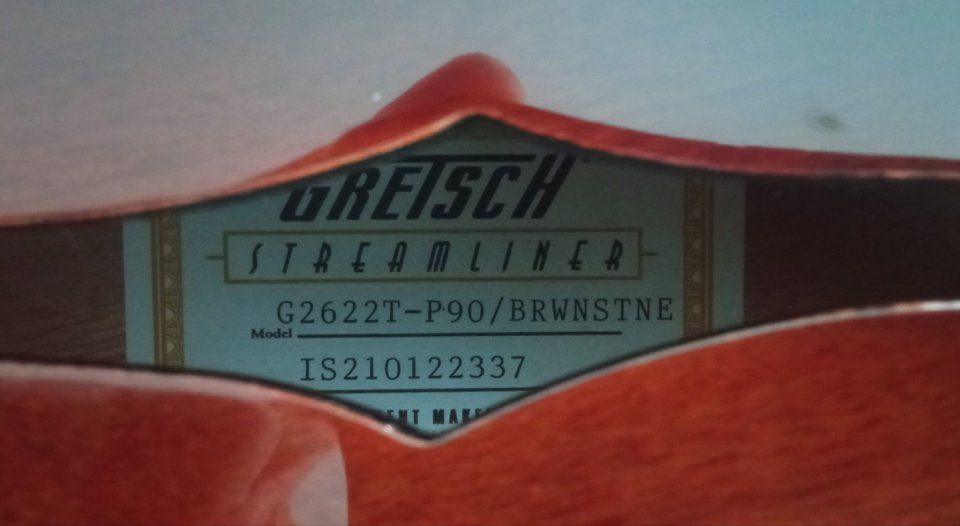 GRETSCH
STREAMLINER
G2622T-P90/BRWNSTNE
Model
IS210122337